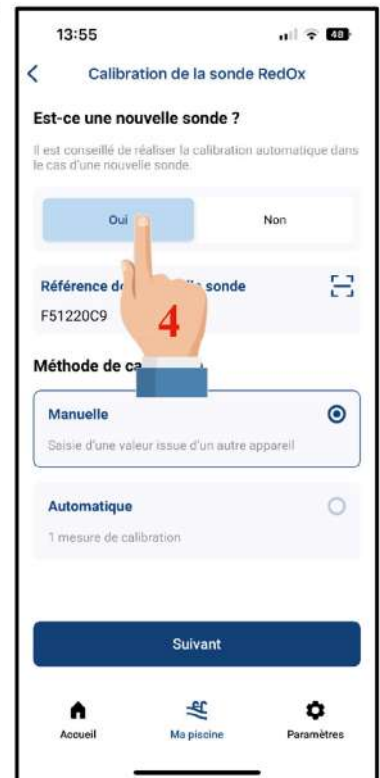 13:55
48
Calibration de la sonde RedOx
Est-ce une nouvelle sonde ?
Il est conseillé de réaliser la calibration automatique dans
le cas d'une nouvelle sonde.
Oui
Non
Référence de sonde
F51220C9
4
Méthode de
Manuelle
Saisie d'une valeur issue d'un autre appareil
Automatique
1 mesure de calibration
Suivant
Accueil
Ma piscine
Paramètres